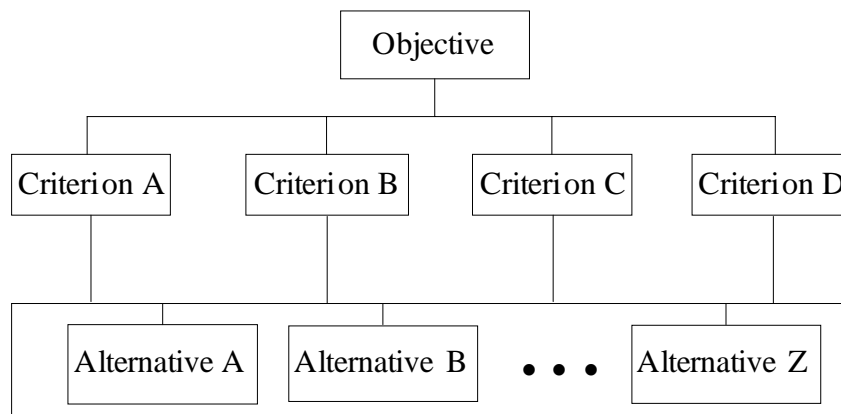 Objective
Criterion A
Criterion B
Criterion C
Criterion D
Alternative A
Alternative B
Alternative Z